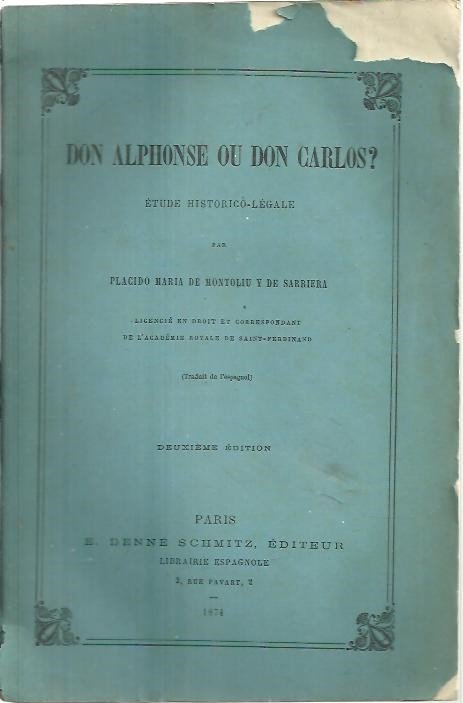 DON ALPHONSE OU DON CARLOS?
ÉTUDE HISTORICO-LÉGALE
PAR
PLACIDO MARIA DE MONTOLIU Y DE SARRIERA
LICENCIÉ EN DROIT ET CORRESPONDANT
DE L'ACADÉMIE ROYALE DE SAINT-FERDINAND
(Traduit de l'espagnol)
DEUXIÈME ÉDITION
PARIS
E. DENNÉ SCHMITZ, ÉDITEUR
LIBRAIRIE ESPAGNOLE
2, RUE FAVART, 2
1874